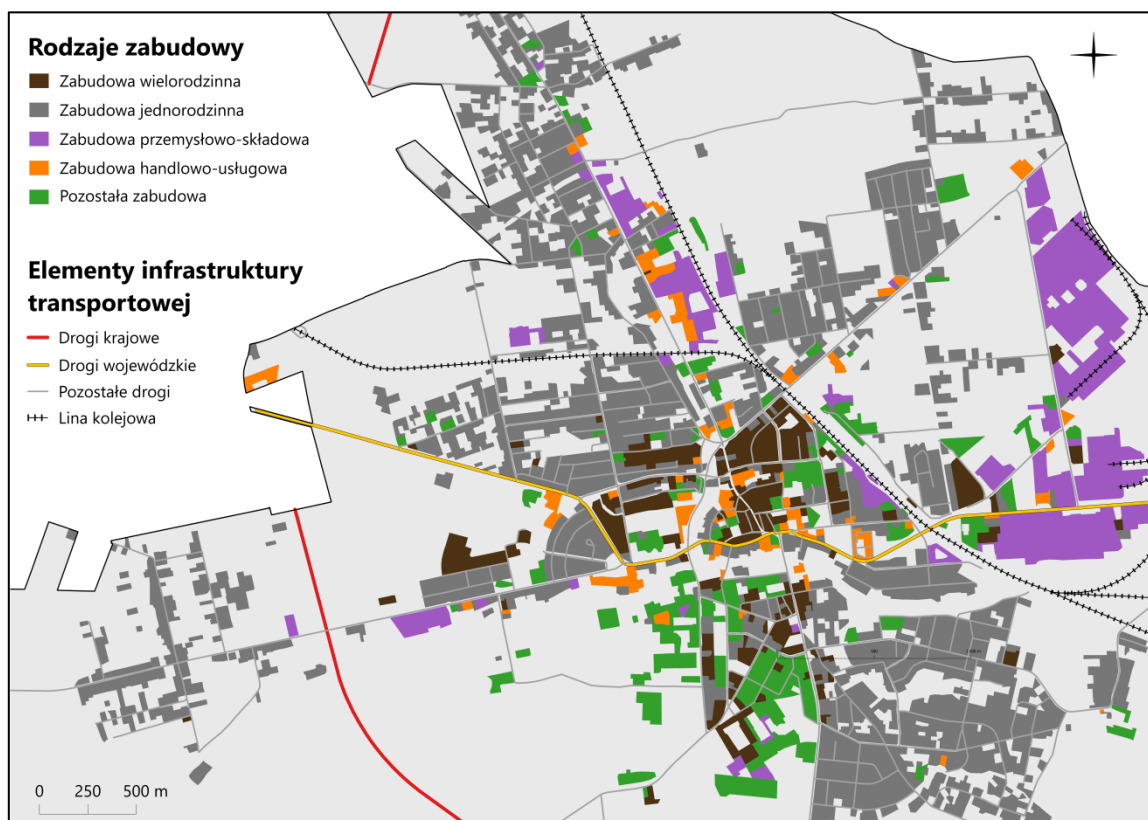 Rodzaje zabudowy
Zabudowa wielorodzinna
Zabudowa jednorodzinna
Zabudowa przemysłowo-składowa
Zabudowa handlowo-usługowa
Pozostała zabudowa
Elementy infrastruktury
transportowej
Drogi krajowe
Drogi wojewódzkie
Pozostałe drogi
Lina kolejowa
0 250 500 m